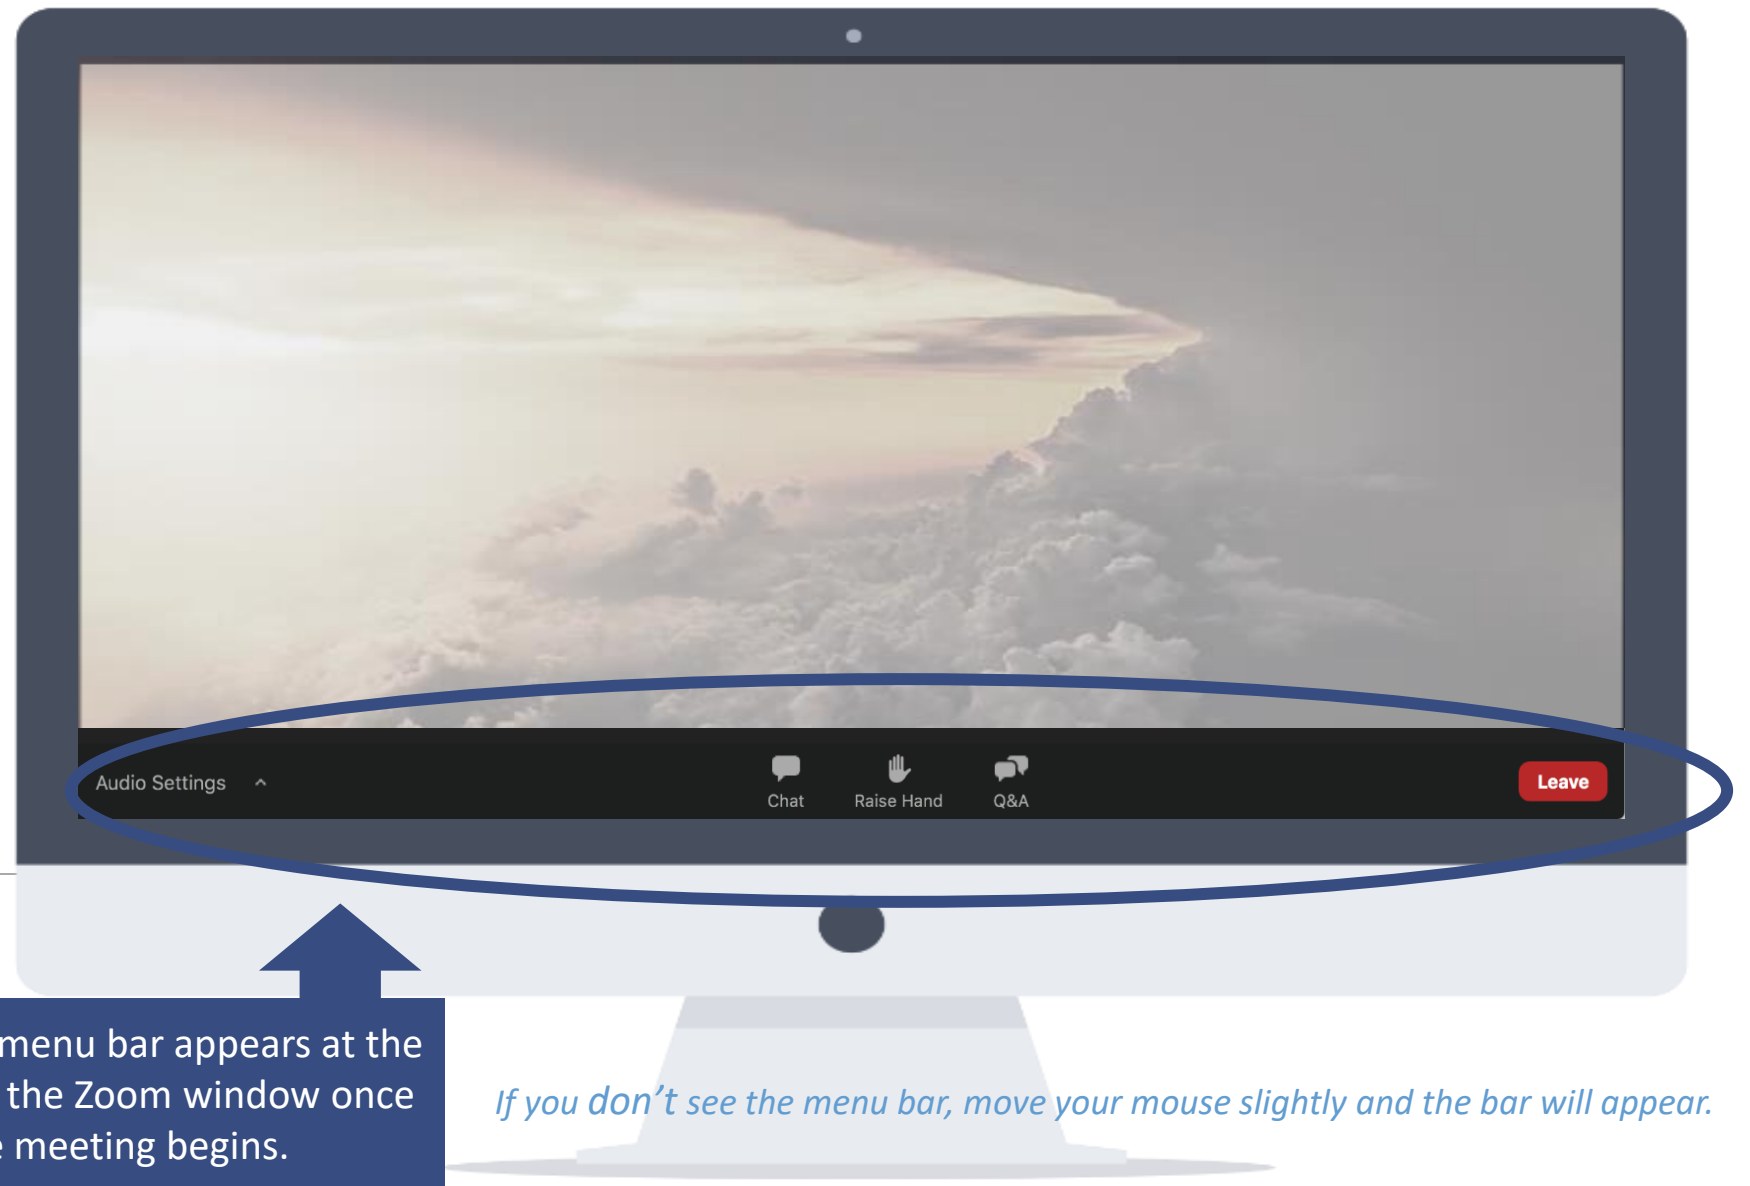 Audio Settings
Chat
Raise Hand
Q&A
Leave
menu bar appears at the
the Zoom window once
meeting begins.
If you don't see the menu bar, move your mouse slightly and the bar will appear.